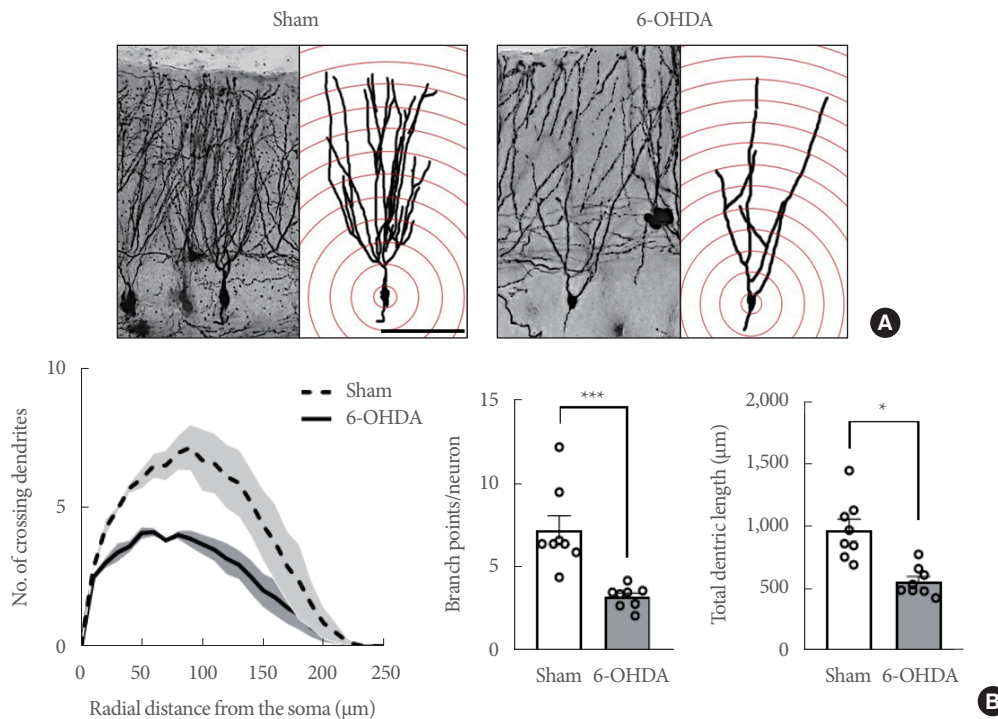 Sham
6-OHDA
A
10
5
0
0
50
100
150
200
250
No. of crossing dendrites
Radial distance from the soma (μm)
Sham
6-OHDA
15
10
5
0
Branch points/neuron
***
Sham
6-OHDA
2,000
1,500
1,000
500
0
Total dentric length (μm)
*
Sham
6-OHDA
B